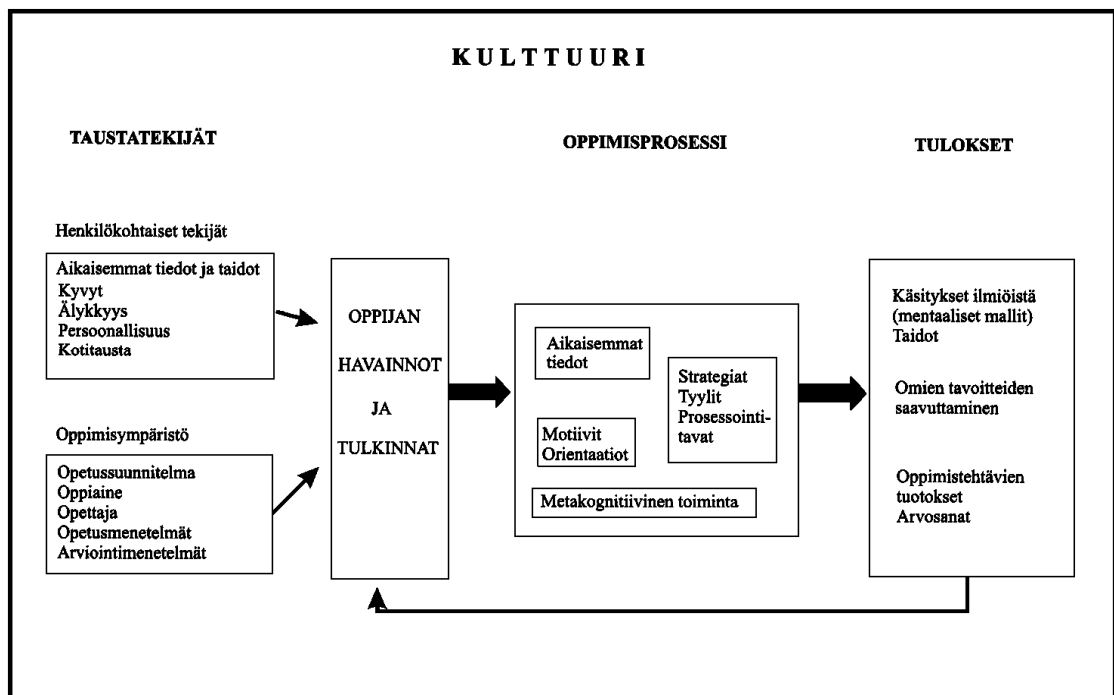 KULTTUURI
TAUSTATEKIJÄT
OPPIMISPROSESSI
TULOKSET
Henkilökohtaiset tekijät
Aikaisemmat tiedot ja taidot
Kyvyt
Älykkyys
Persoonallisuus
Kotitausta
Oppimisympäristö
Opetussuunnitelma
Oppiaine
Opettaja
Opetusmenetelmät
Arviointimenetelmät
OPPIJAN
HAVAINNOT
JA
TULKINNAT
Aikaisemmat
tiedot
Strategiat
Tyylit
Prosessointi-
tavat
Motiivit
Orientaatiot
Metakognitiivinen toiminta
Käsitykset ilmiöistä
(mentaaliset mallit)
Taidot
Omien tavoitteiden
saavuttaminen
Oppimistehtävien
tuotokset
Arvosanat